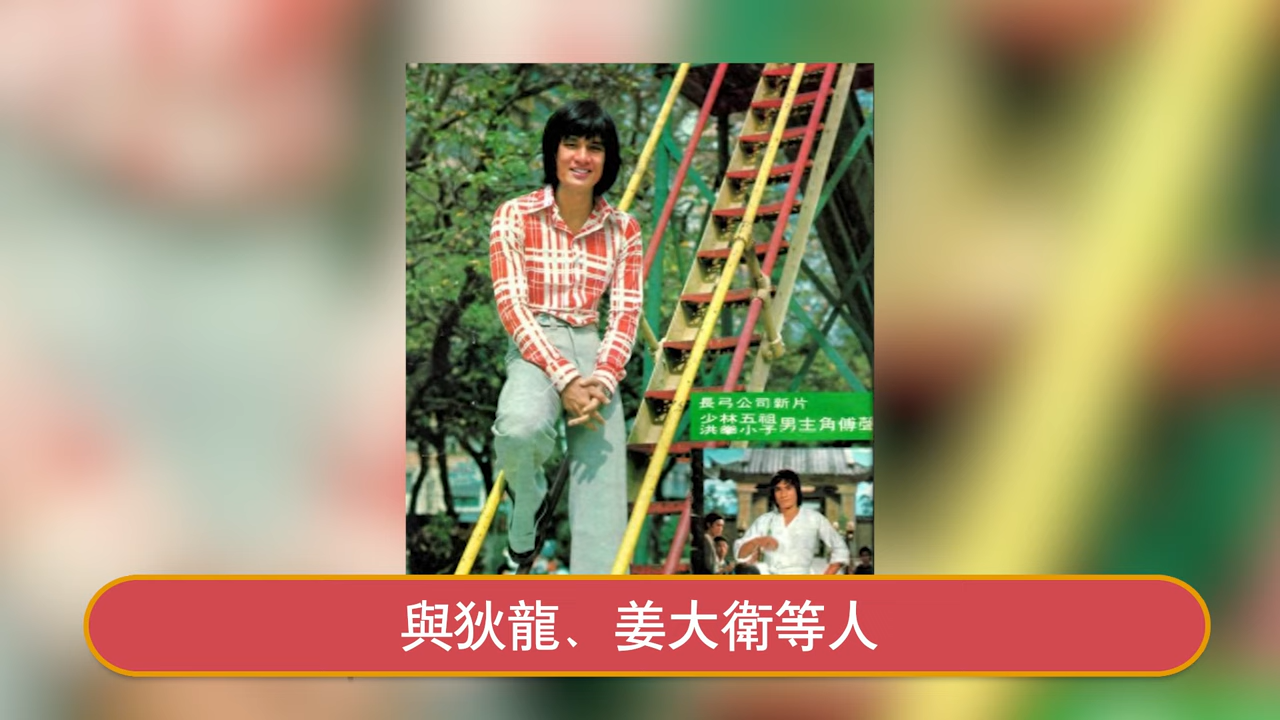 長弓公司新片
少林五祖
洪拳小子男主角傅聲
與狄龍、姜大衛等人